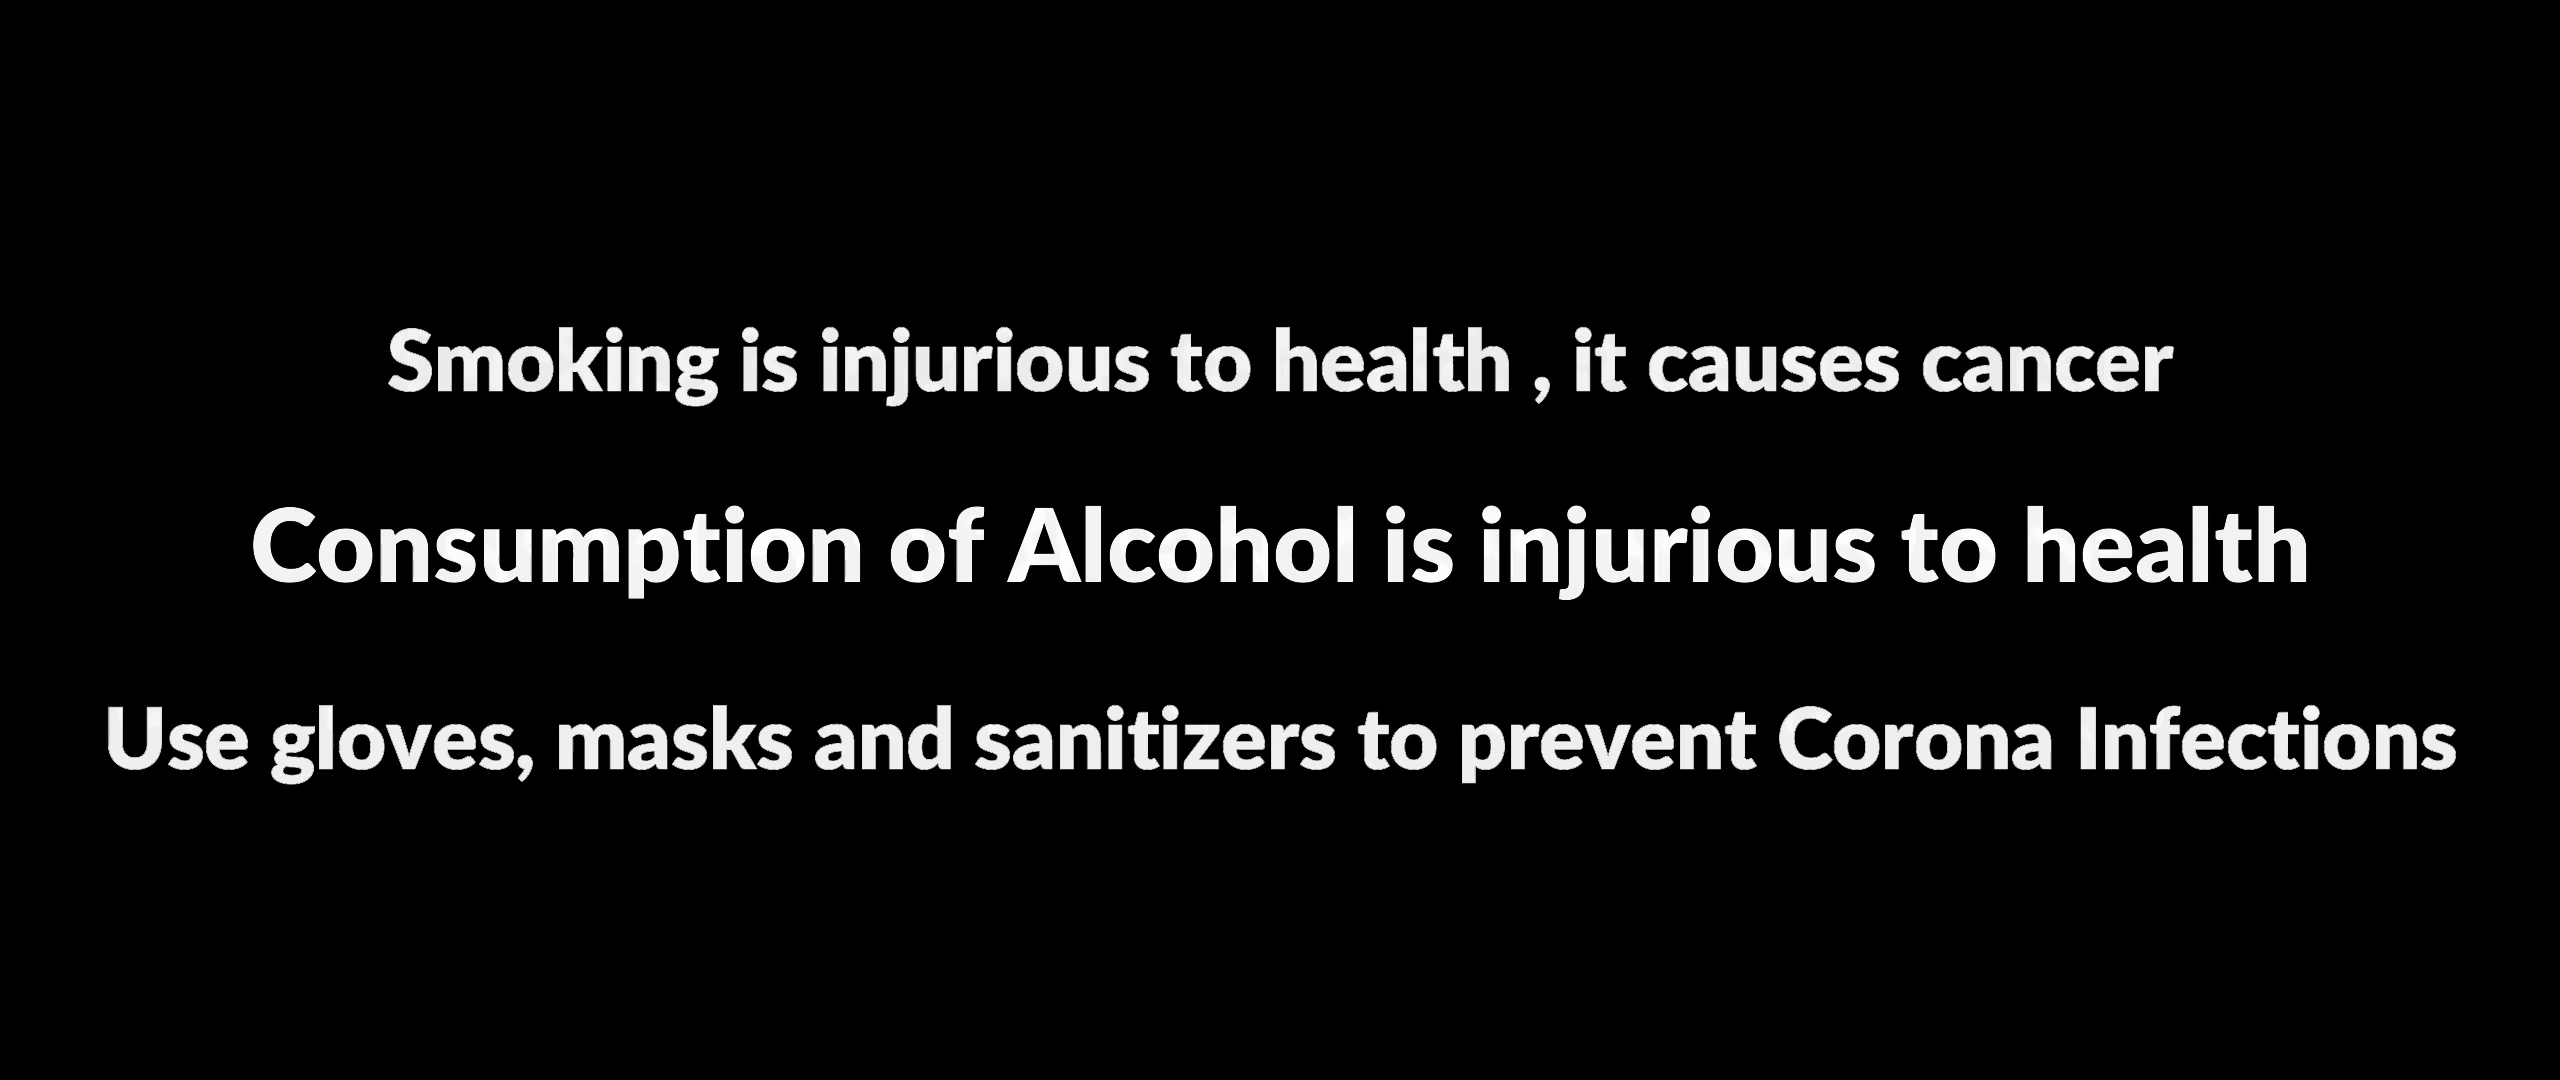 Smoking is injurious to health , it causes cancer
Consumption of Alcohol is injurious to health
Use gloves, masks and sanitizers to prevent Corona Infections